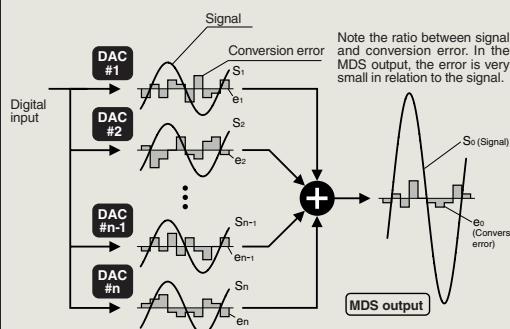 Signal
Conversion error
Note the ratio between signal
and conversion error. In the
MDS output, the error is very
small in relation to the signal.
DAC
#1
S1
e1
Digital
input
DAC
#2
S2
e2
S0 (Signal)
DAC
#n-1
Sn-1
en-1
e0
(Convers
error)
DAC
#n
Sn
en
MDS output